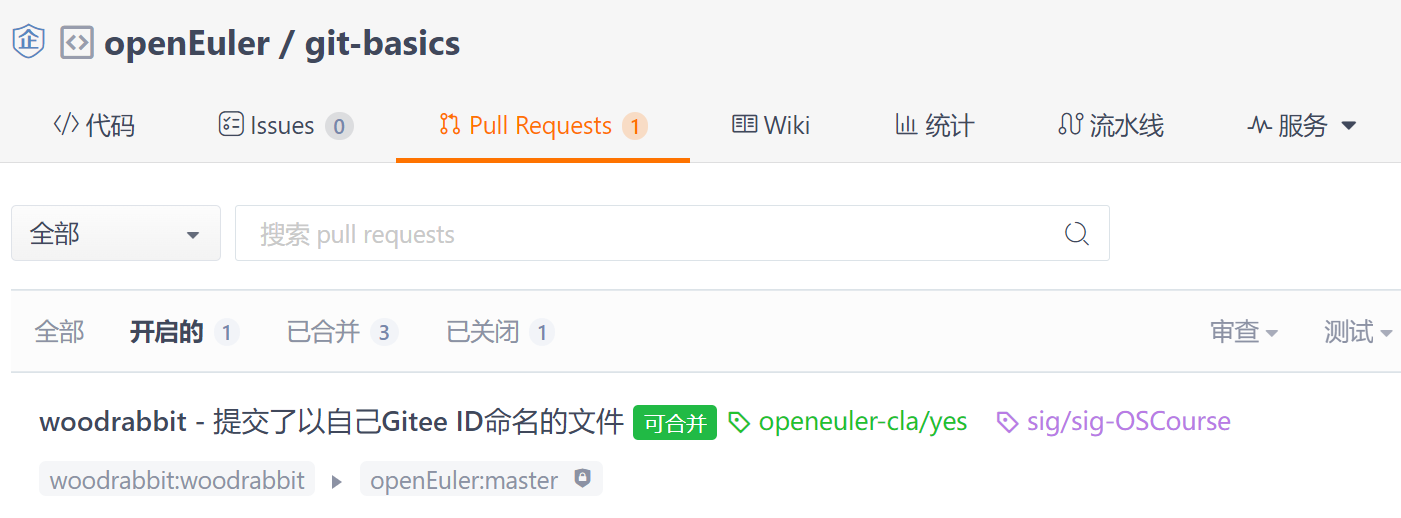 企 openEuler / git-basics
代码 Issues 0 Pull Requests 1 Wiki 统计 流水线 服务
全部 搜索 pull requests
全部 开启的 1 已合并 3 已关闭 1 审查 测试
woodrabbit - 提交了以自己Gitee ID命名的文件 可合并 openeuler-cla/yes sig/sig-OSCourse
woodrabbit:woodrabbit openEuler:master